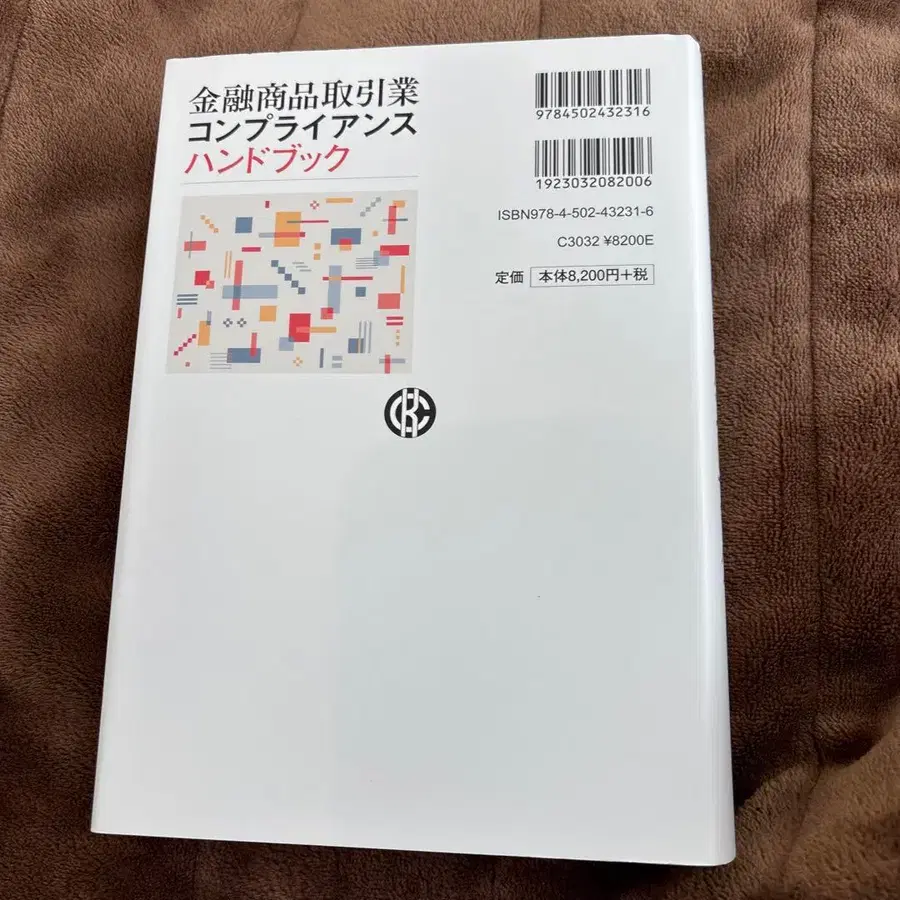 金融商品取引業
コンプライアンス
ハンドブック
9784502432316
1923032082006
ISBN978-4-502-43231-6
C3032 ¥8200E
定価 本体8,200円+税